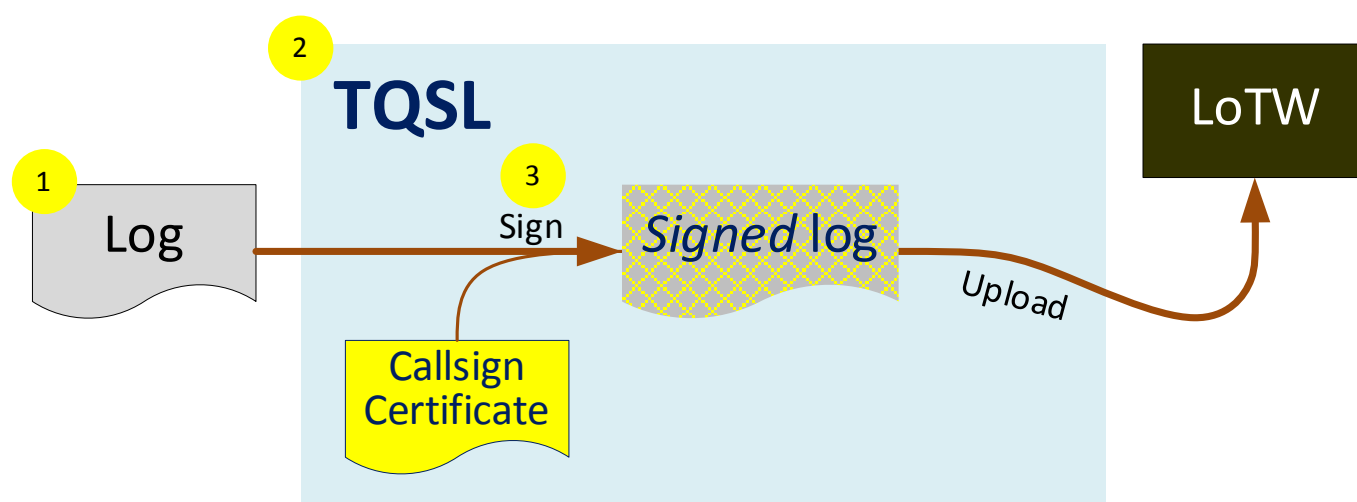 2
TQSL
LoTW
1
Log
3
Sign
Signed log
Upload
Callsign
Certificate